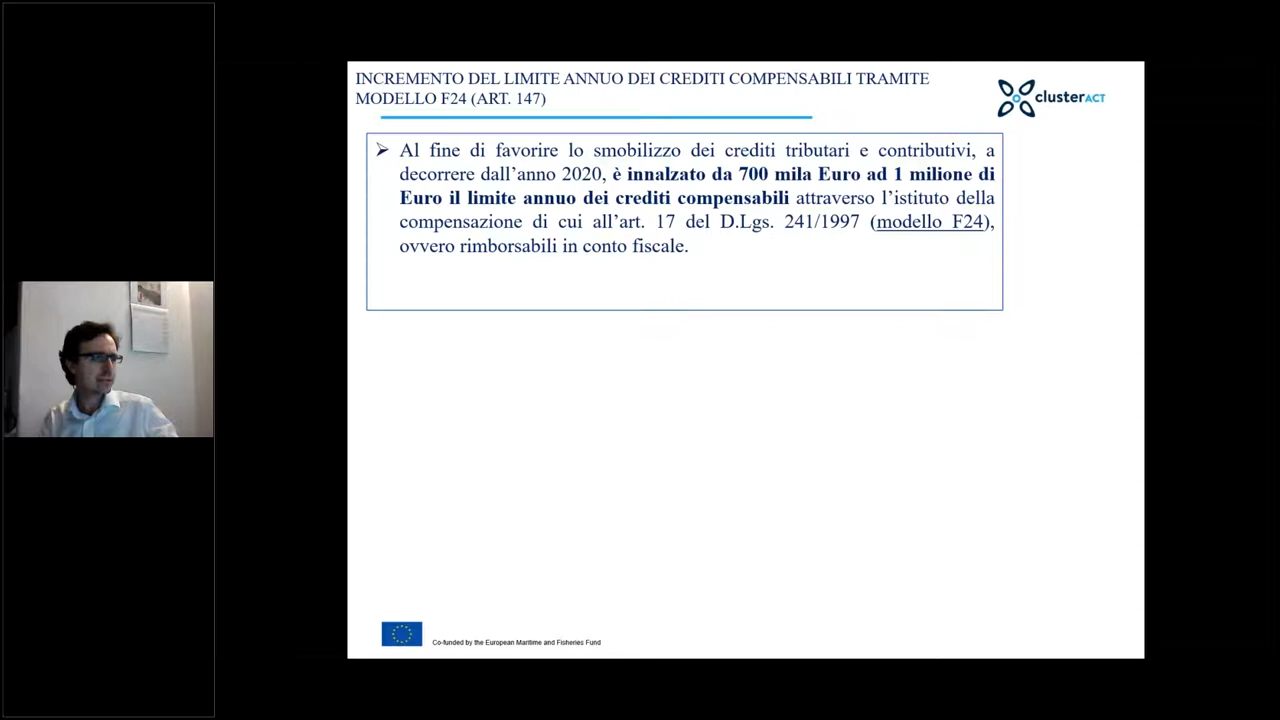 INCREMENTO DEL LIMITE ANNUO DEI CREDITI COMPENSABILI TRAMITE
MODELLO F24 (ART. 147)
clusterACT
➢ Al fine di favorire lo smobilizzo dei crediti tributari e contributivi, a
decorrere dall’anno 2020, è innalzato da 700 mila Euro ad 1 milione di
Euro il limite annuo dei crediti compensabili attraverso l’istituto della
compensazione di cui all’art. 17 del D.Lgs. 241/1997 (modello F24),
ovvero rimborsabili in conto fiscale.
Co-funded by the European Maritime and Fisheries Fund